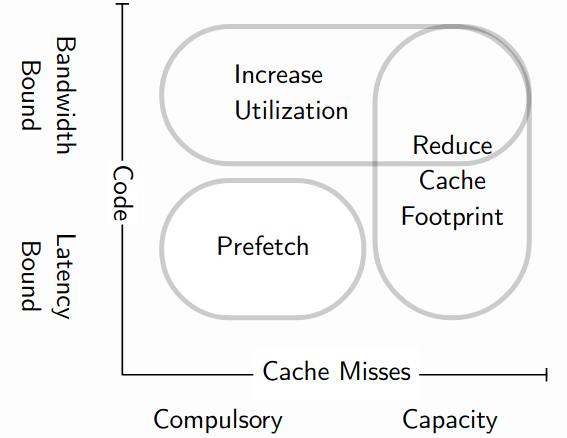 Bandwidth
Bound
Increase
Utilization
Reduce
Cache
Footprint
Code
Prefetch
Latency
Bound
Cache Misses
Compulsory
Capacity